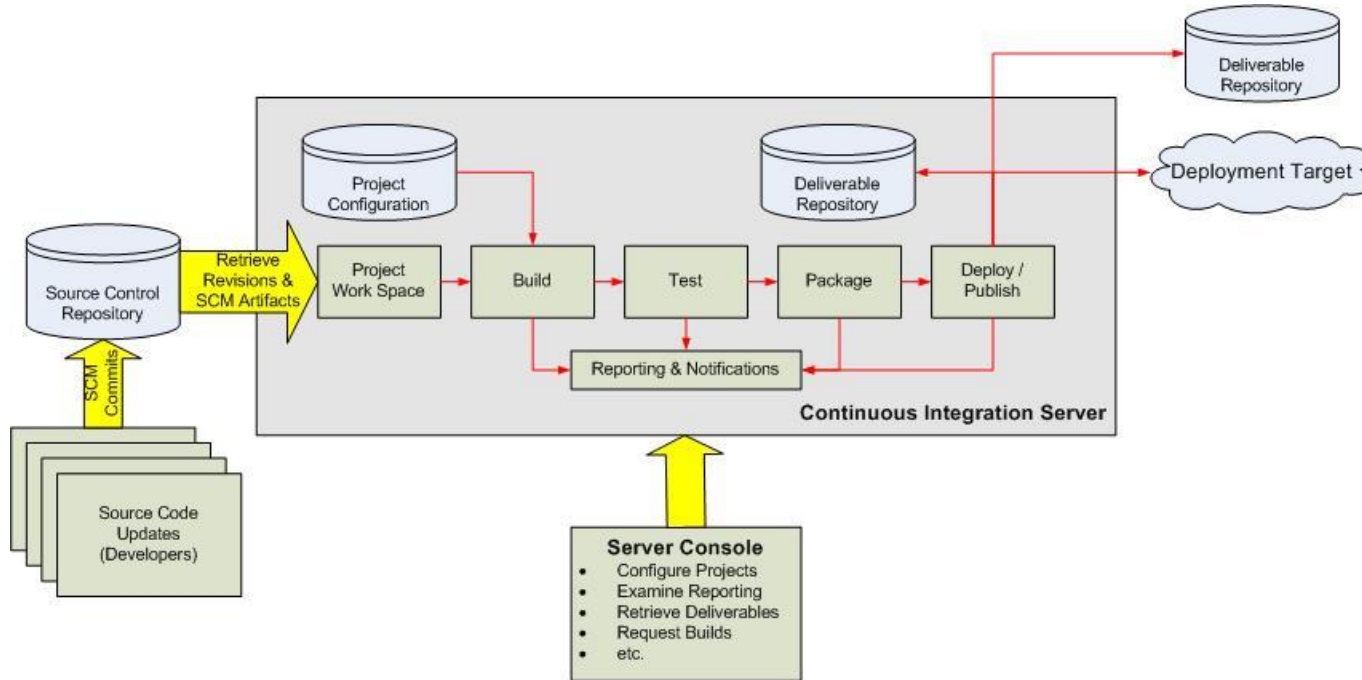 Deliverable
Repository
Deployment Target
Project
Configuration
Deliverable
Repository
Source Control
Repository
Retrieve
Revisions &
SCM Artifacts
Project
Work Space
Build
Test
Package
Deploy /
Publish
Reporting & Notifications
Continuous Integration Server
SCM
Commits
Source Code
Updates
(Developers)
Server Console
• Configure Projects
• Examine Reporting
• Retrieve Deliverables
• Request Builds
• etc.